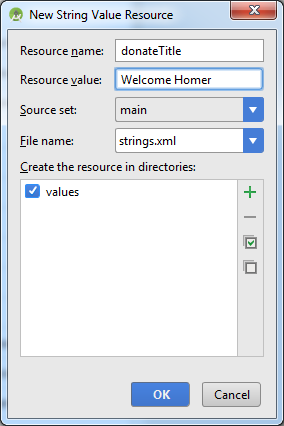 New String Value Resource
Resource name: donateTitle
Resource value: Welcome Homer
Source set: main
File name: strings.xml
Create the resource in directories:
values
OK Cancel